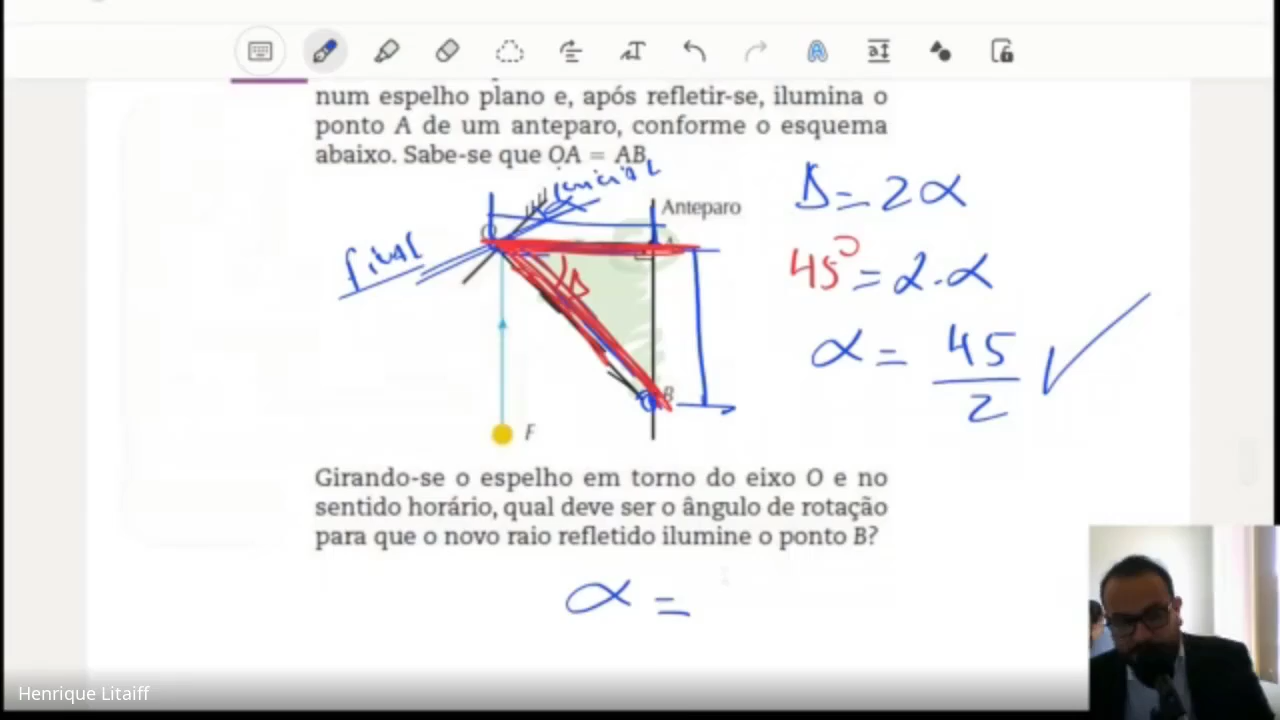 num espelho plano e, após refletir-se, ilumina o
ponto A de um anteparo, conforme o esquema
abaixo. Sabe-se que OA = AB.
inicial
Anteparo
Δ = 2α
final
O
A
Δ
45° = 2.α
α = 45/2 ✓
B
F
Girando-se o espelho em torno do eixo O e no
sentido horário, qual deve ser o ângulo de rotação
para que o novo raio refletido ilumine o ponto B?
α =
Henrique Litaiff